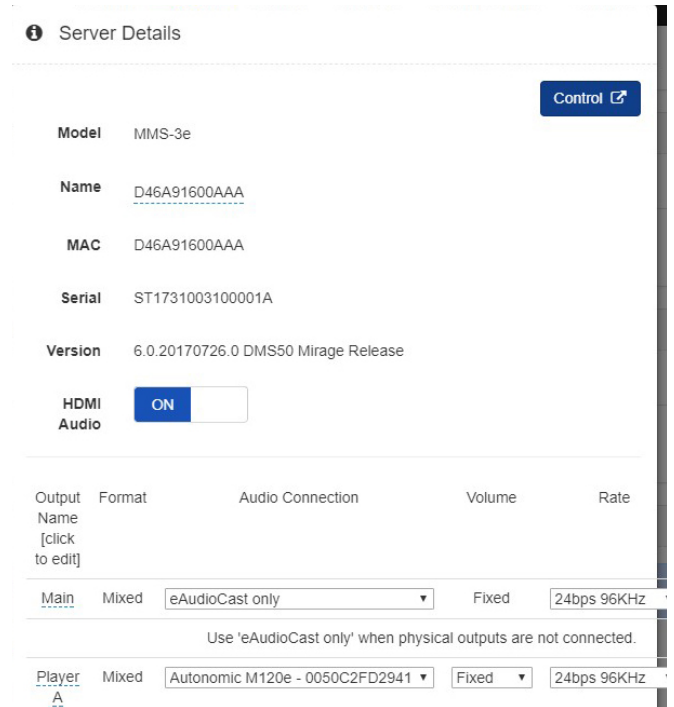 Server Details
Control
Model MMS-3e
Name D46A91600AAA
MAC D46A91600AAA
Serial ST1731003100001A
Version 6.0.20170726.0 DMS50 Mirage Release
HDMI Audio ON
Output Name [click to edit] Format Audio Connection Volume Rate
Main Mixed eAudioCast only Fixed 24bps 96KHz
Use 'eAudioCast only' when physical outputs are not connected.
Player A Mixed Autonomic M120e - 0050C2FD2941 Fixed 24bps 96KHz